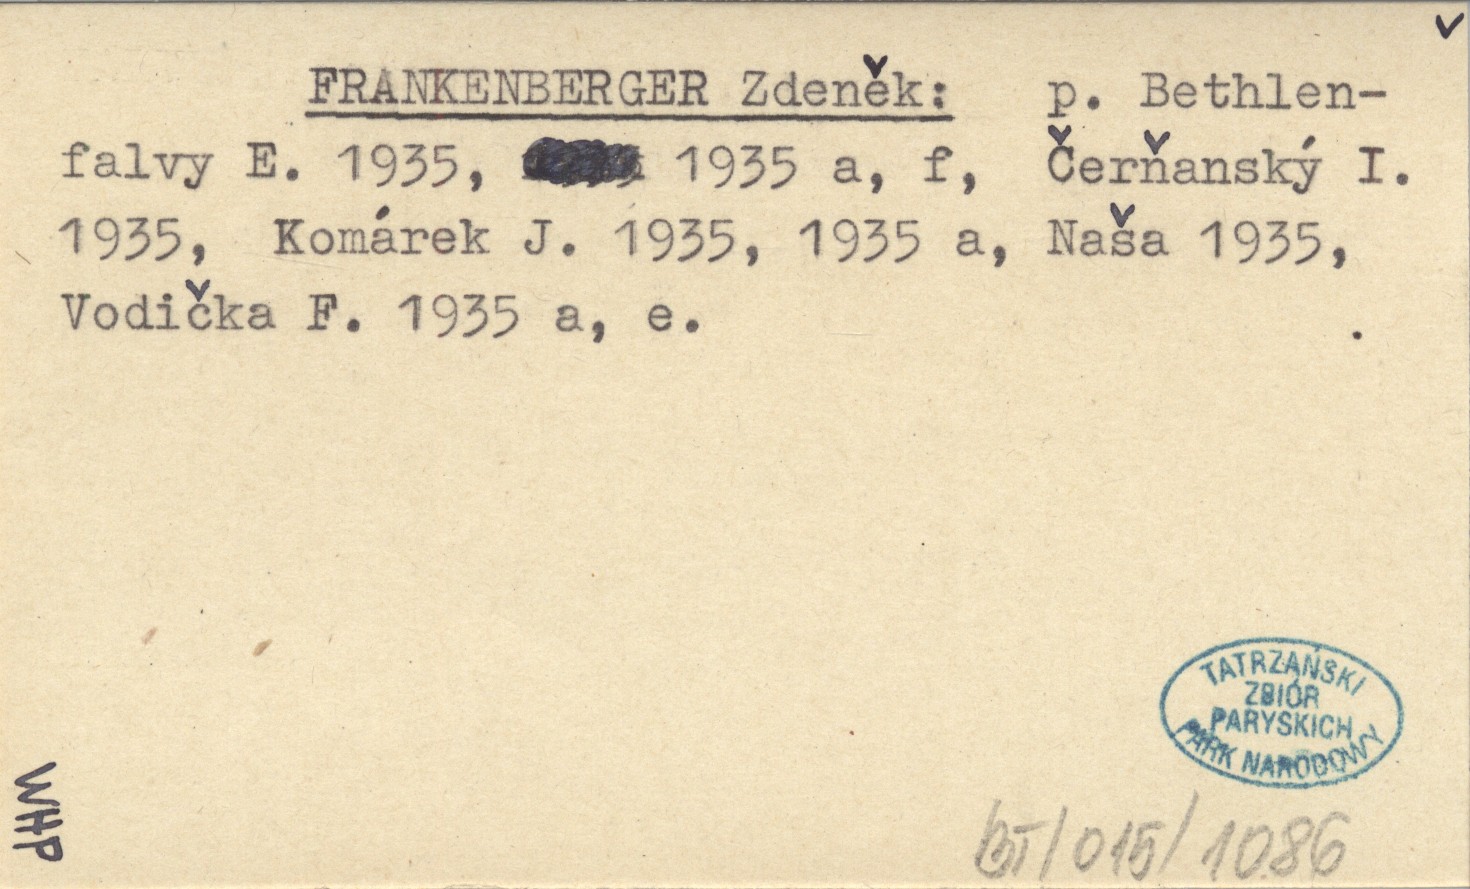 FRANKENBERGER Zdeněk: p. Bethlen-
falvy E. 1935, 1935 a, f, Čerňanský I.
1935, Komárek J. 1935, 1935 a, Naša 1935,
Vodička F. 1935 a, e.
TATRZAŃSKI
ZBIÓR
PARYSKICH
PARK NARODOWY
WHP
BT/015/1086